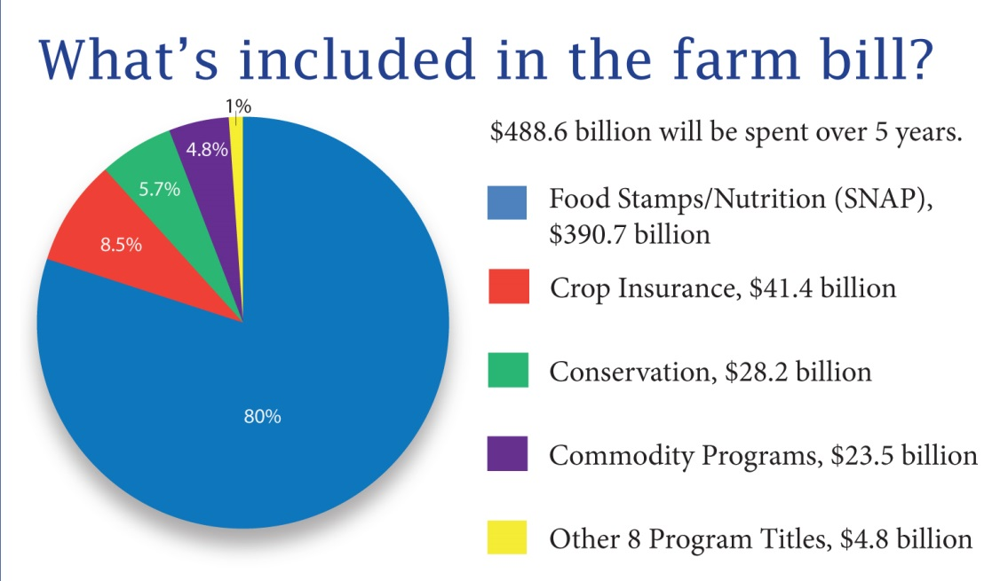 What's included in the farm bill?
1%
4.8%
5.7%
8.5%
80%
$488.6 billion will be spent over 5 years.
Food Stamps/Nutrition (SNAP),
$390.7 billion
Crop Insurance, $41.4 billion
Conservation, $28.2 billion
Commodity Programs, $23.5 billion
Other 8 Program Titles, $4.8 billion